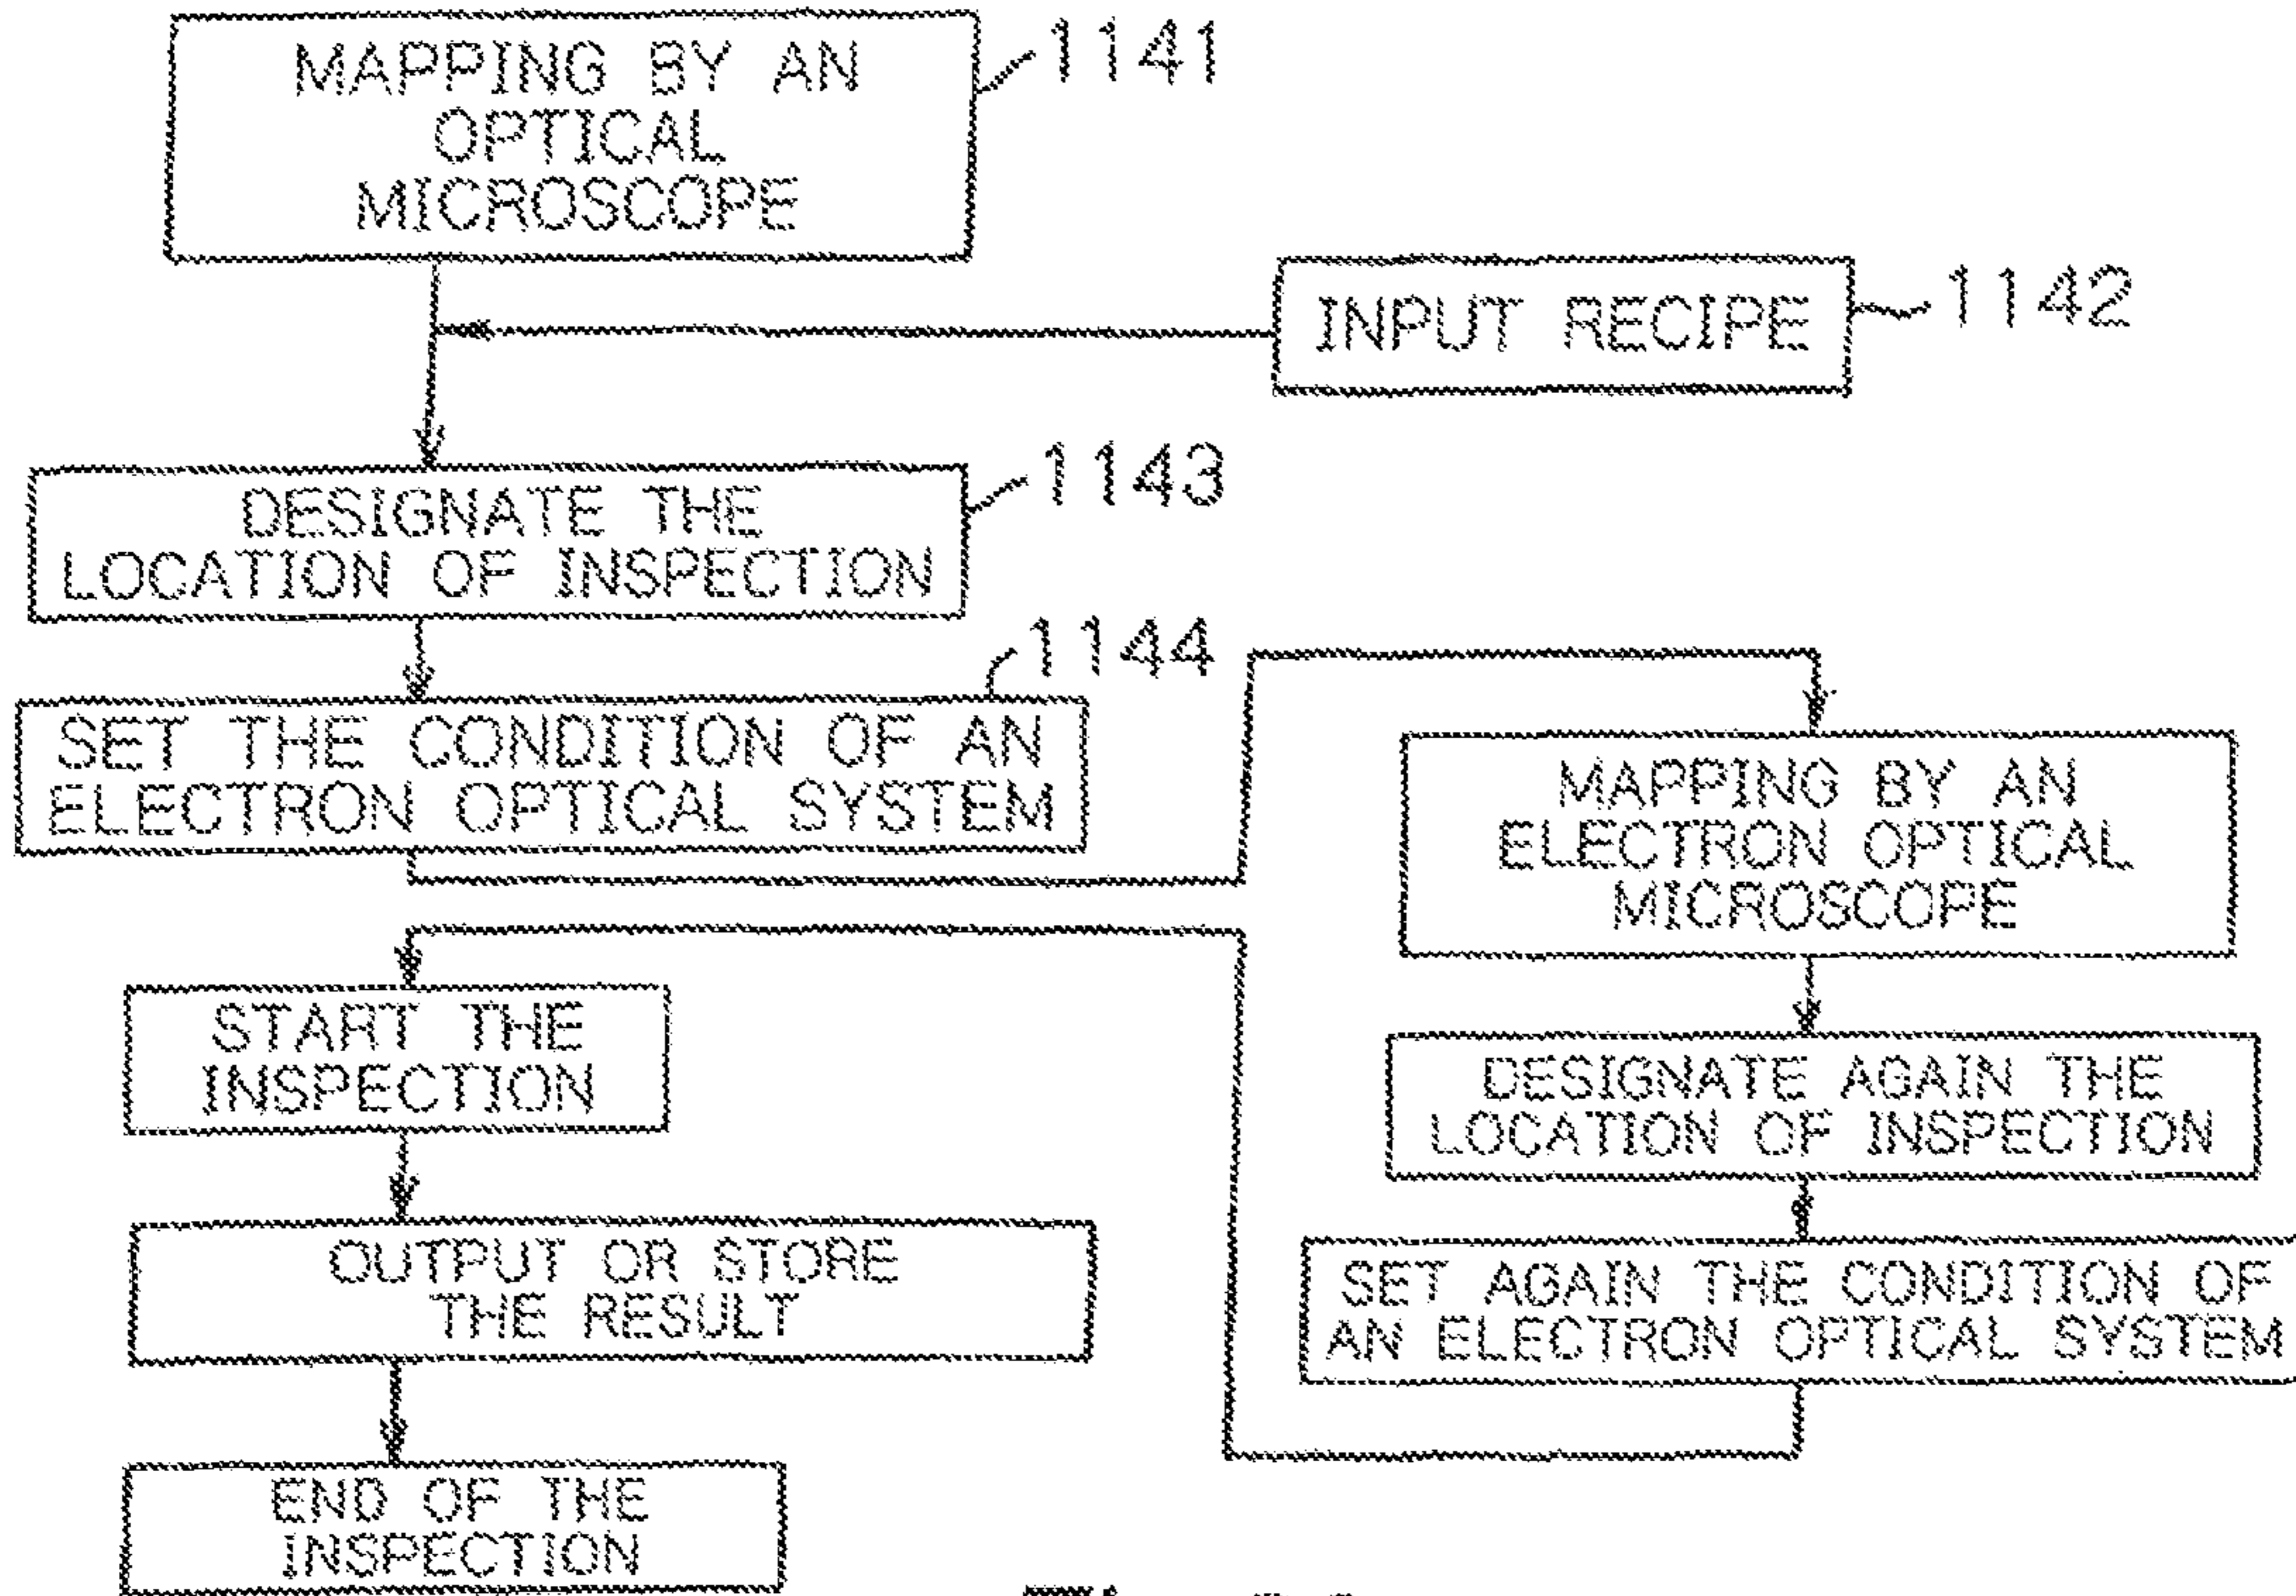 MAPPING BY AN
OPTICAL
MICROSCOPE
1141
INPUT RECIPE
1142
DESIGNATE THE
LOCATION OF INSPECTION
1143
SET THE CONDITION OF AN
ELECTRON OPTICAL SYSTEM
1144
MAPPING BY AN
ELECTRON OPTICAL
MICROSCOPE
DESIGNATE AGAIN THE
LOCATION OF INSPECTION
SET AGAIN THE CONDITION OF
AN ELECTRON OPTICAL SYSTEM
START THE
INSPECTION
OUTPUT OR STORE
THE RESULT
END OF THE
INSPECTION